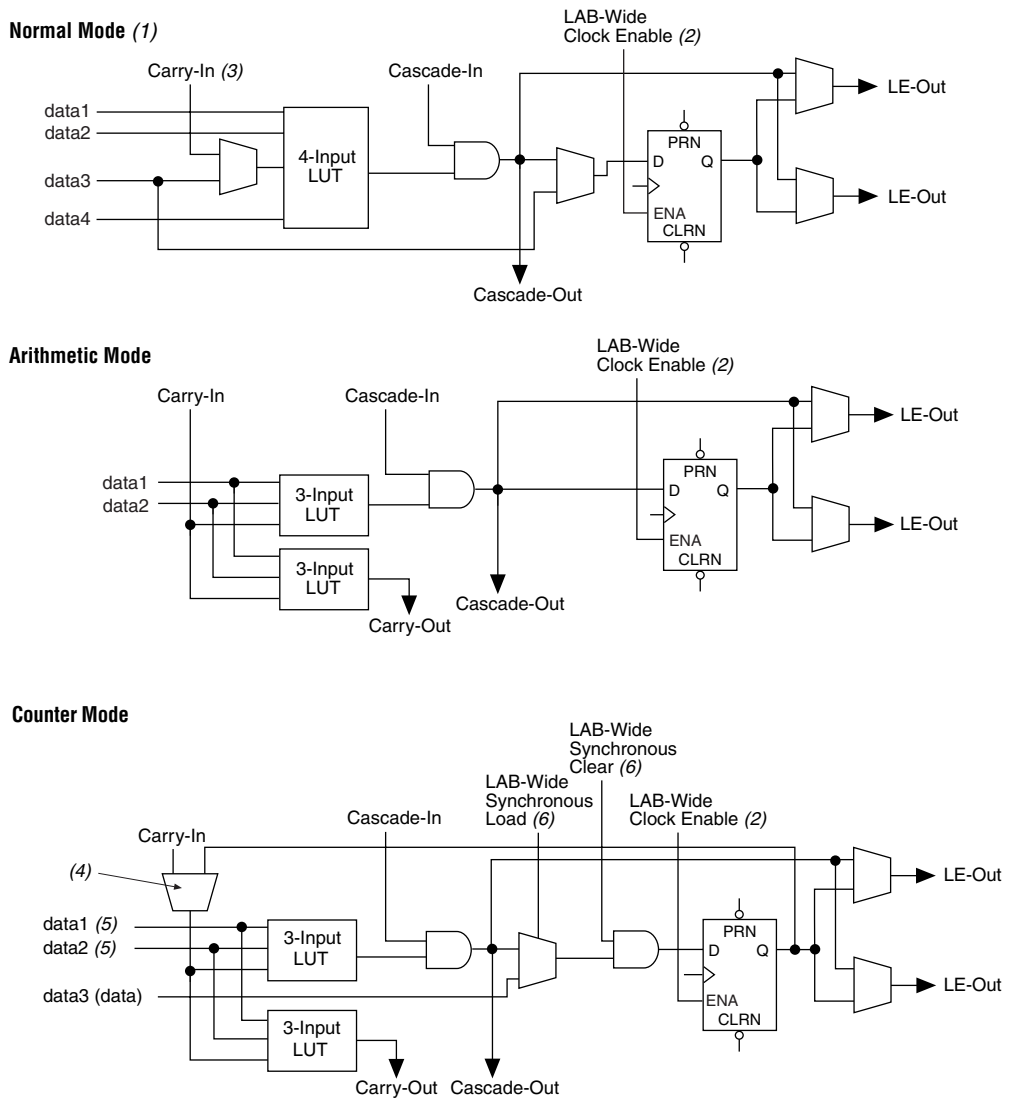 Normal Mode (1)
LAB-Wide
Clock Enable (2)
Carry-In (3)
Cascade-In
LE-Out
data1
data2
4-Input
LUT
PRN
D
Q
data3
LE-Out
data4
ENA
CLRN
Cascade-Out
Arithmetic Mode
LAB-Wide
Clock Enable (2)
Carry-In
Cascade-In
LE-Out
data1
data2
3-Input
LUT
PRN
D
Q
LE-Out
ENA
CLRN
3-Input
LUT
Cascade-Out
Carry-Out
Counter Mode
LAB-Wide
Synchronous
Clear (6)
LAB-Wide
Synchronous
Load (6)
LAB-Wide
Clock Enable (2)
Cascade-In
Carry-In
(4)
LE-Out
data1 (5)
data2 (5)
3-Input
LUT
PRN
D
Q
data3 (data)
LE-Out
ENA
CLRN
3-Input
LUT
Carry-Out
Cascade-Out